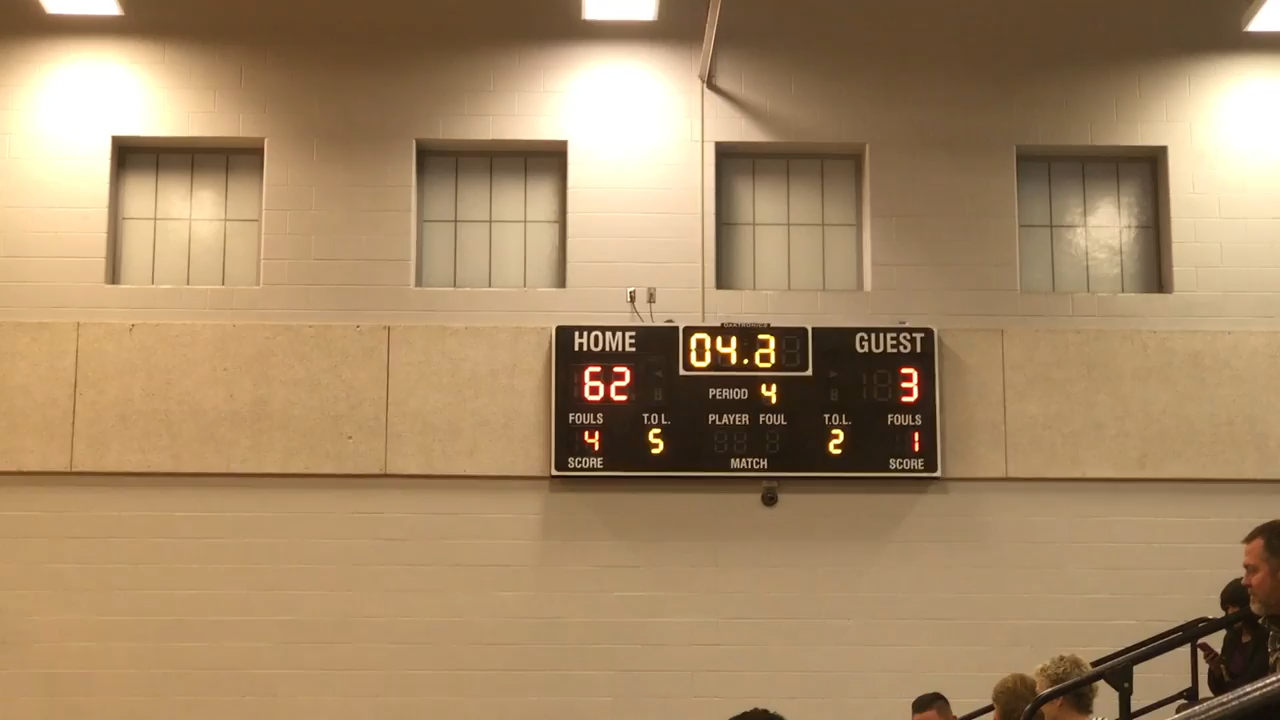 DAKTRONICS
HOME 04.2 GUEST
62 PERIOD 4 3
FOULS T.O.L. PLAYER FOUL T.O.L. FOULS
4 5 2 1
SCORE MATCH SCORE